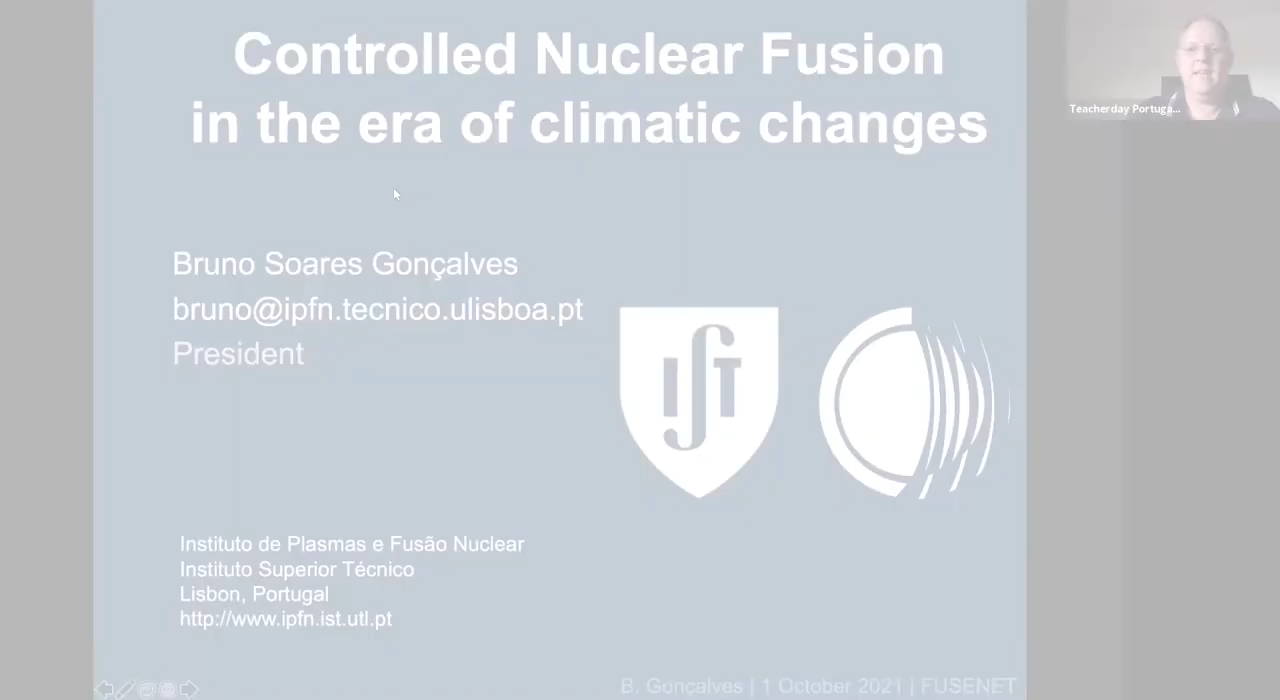 Controlled Nuclear Fusion
in the era of climatic changes
Teacherday Portuga...
Bruno Soares Gonçalves
bruno@ipfn.tecnico.ulisboa.pt
President
IST
Instituto de Plasmas e Fusão Nuclear
Instituto Superior Técnico
Lisbon, Portugal
http://www.ipfn.ist.utl.pt
B. Gonçalves | 1 October 2021 | FUSENET